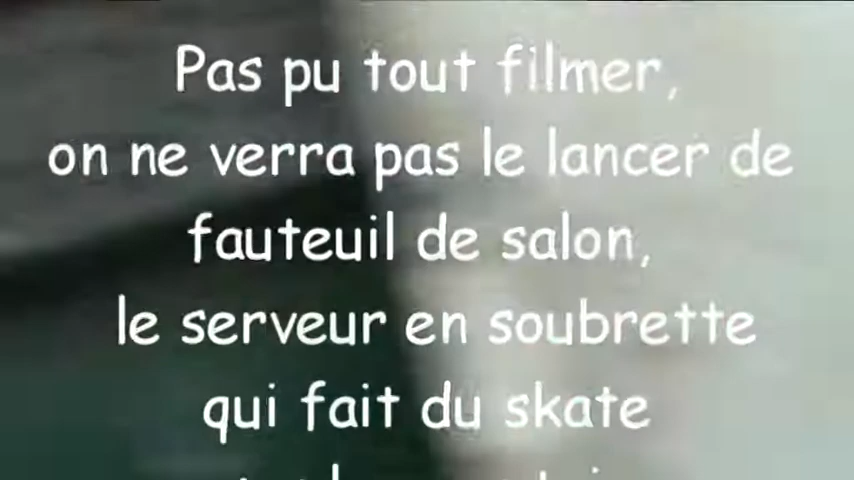 Pas pu tout filmer,
on ne verra pas le lancer de
fauteuil de salon,
le serveur en soubrette
qui fait du skate